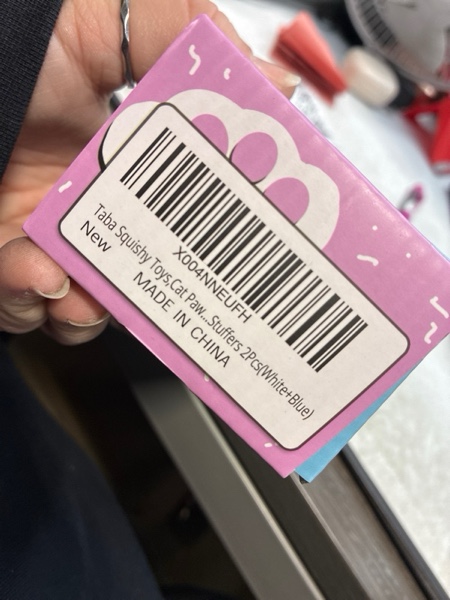 X004NNEUFH
Taba Squishy Toys,Cat Paw...Stuffers 2Pcs(White+Blue)
New
MADE IN CHINA